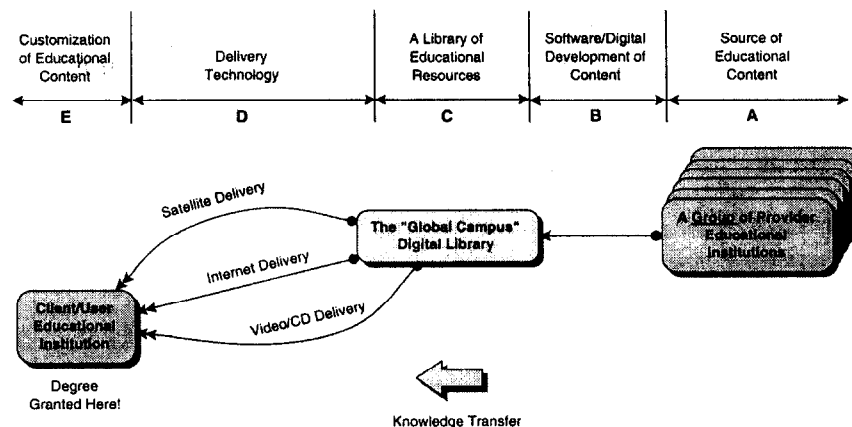 Customization
of Educational
Content
Delivery
Technology
A Library of
Educational
Resources
Software/Digital
Development of
Content
Source of
Educational
Content
E
D
C
B
A
Satellite Delivery
Internet Delivery
Video/CD Delivery
The "Global Campus"
Digital Library
A Group of Provider
Educational
Institutions
Client/User
Educational
Institution
Degree
Granted Here!
Knowledge Transfer